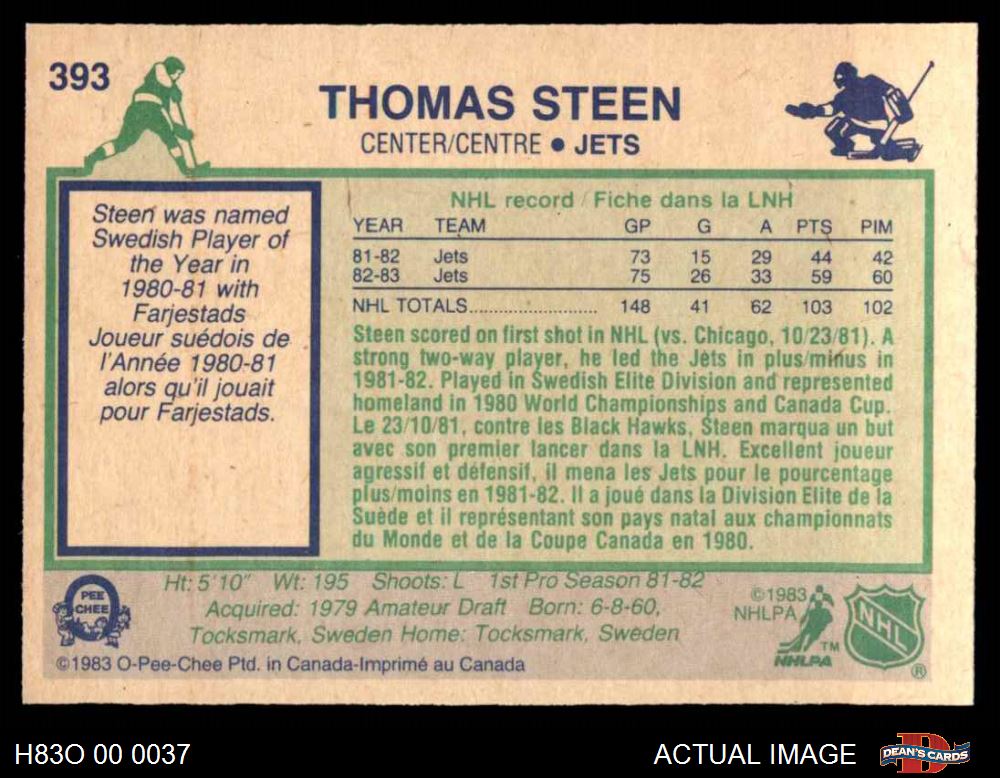 393
THOMAS STEEN
CENTER/CENTRE • JETS
Steen was named
Swedish Player of
the Year in
1980-81 with
Farjestads
Joueur suédois de
l'Année 1980-81
alors qu'il jouait
pour Farjestads.
NHL record / Fiche dans la LNH
YEAR TEAM GP G A PTS PIM
81-82 Jets 73 15 29 44 42
82-83 Jets 75 26 33 59 60
NHL TOTALS............................ 148 41 62 103 102
Steen scored on first shot in NHL (vs. Chicago, 10/23/81). A
strong two-way player, he led the Jets in plus/minus in
1981-82. Played in Swedish Elite Division and represented
homeland in 1980 World Championships and Canada Cup.
Le 23/10/81, contre les Black Hawks, Steen marqua un but
avec son premier lancer dans la LNH. Excellent joueur
agressif et défensif, il mena les Jets pour le pourcentage
plus/moins en 1981-82. Il a joué dans la Division Elite de la
Suède et il représentant son pays natal aux championnats
du Monde et de la Coupe Canada en 1980.
PEE
CHEE
Ht: 5'10" Wt: 195 Shoots: L 1st Pro Season 81-82
Acquired: 1979 Amateur Draft Born: 6-8-60,
Tocksmark, Sweden Home: Tocksmark, Sweden
©1983 O-Pee-Chee Ptd. in Canada-Imprimé au Canada
©1983
NHLPA
TM
NHLPA
NHL
®
H83O 00 0037
ACTUAL IMAGE
D
DEAN'S CARDS